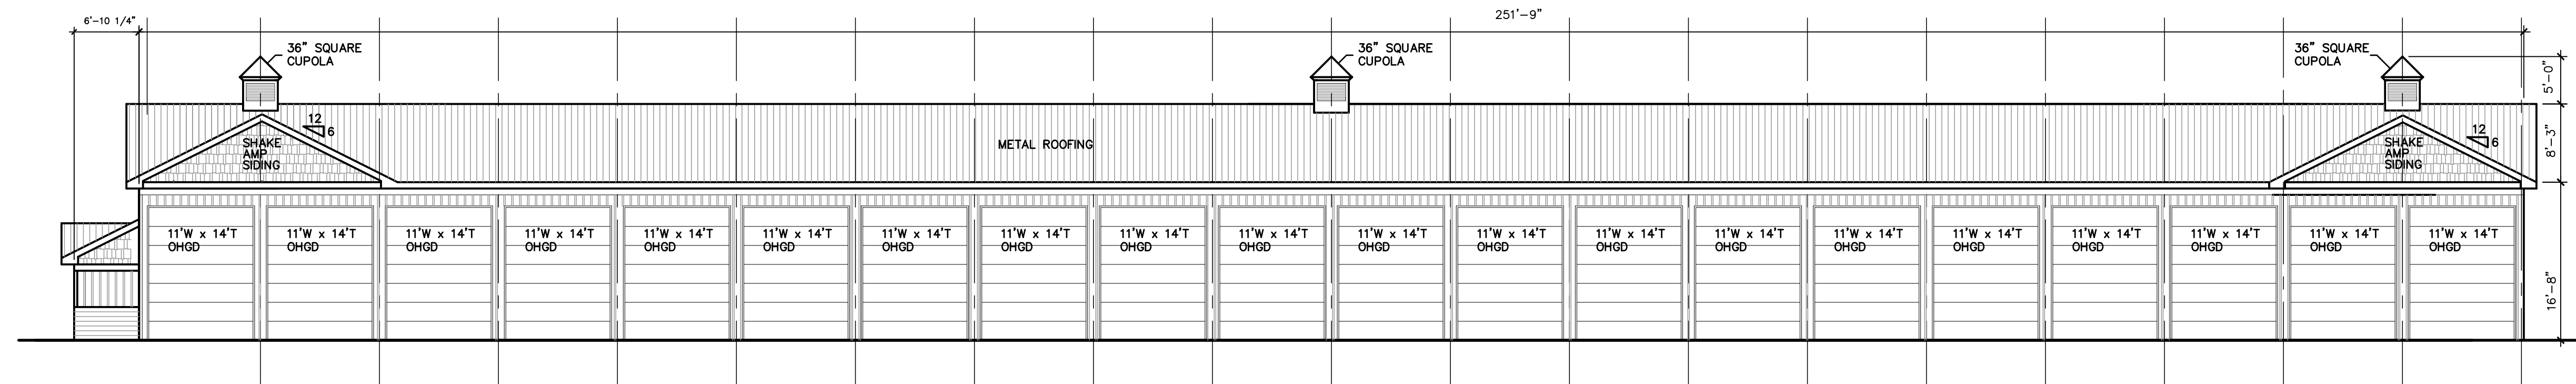 6'-10 1/4"
251'-9"
36" SQUARE
CUPOLA
36" SQUARE
CUPOLA
36" SQUARE
CUPOLA
5'-0"
12
6
SHAKE
AMP
SIDING
METAL ROOFING
12
6
SHAKE
AMP
SIDING
8'-3"
11'W x 14'T
OHGD
11'W x 14'T
OHGD
11'W x 14'T
OHGD
11'W x 14'T
OHGD
11'W x 14'T
OHGD
11'W x 14'T
OHGD
11'W x 14'T
OHGD
11'W x 14'T
OHGD
11'W x 14'T
OHGD
11'W x 14'T
OHGD
11'W x 14'T
OHGD
11'W x 14'T
OHGD
11'W x 14'T
OHGD
11'W x 14'T
OHGD
11'W x 14'T
OHGD
11'W x 14'T
OHGD
11'W x 14'T
OHGD
11'W x 14'T
OHGD
11'W x 14'T
OHGD
11'W x 14'T
OHGD
16'-8"